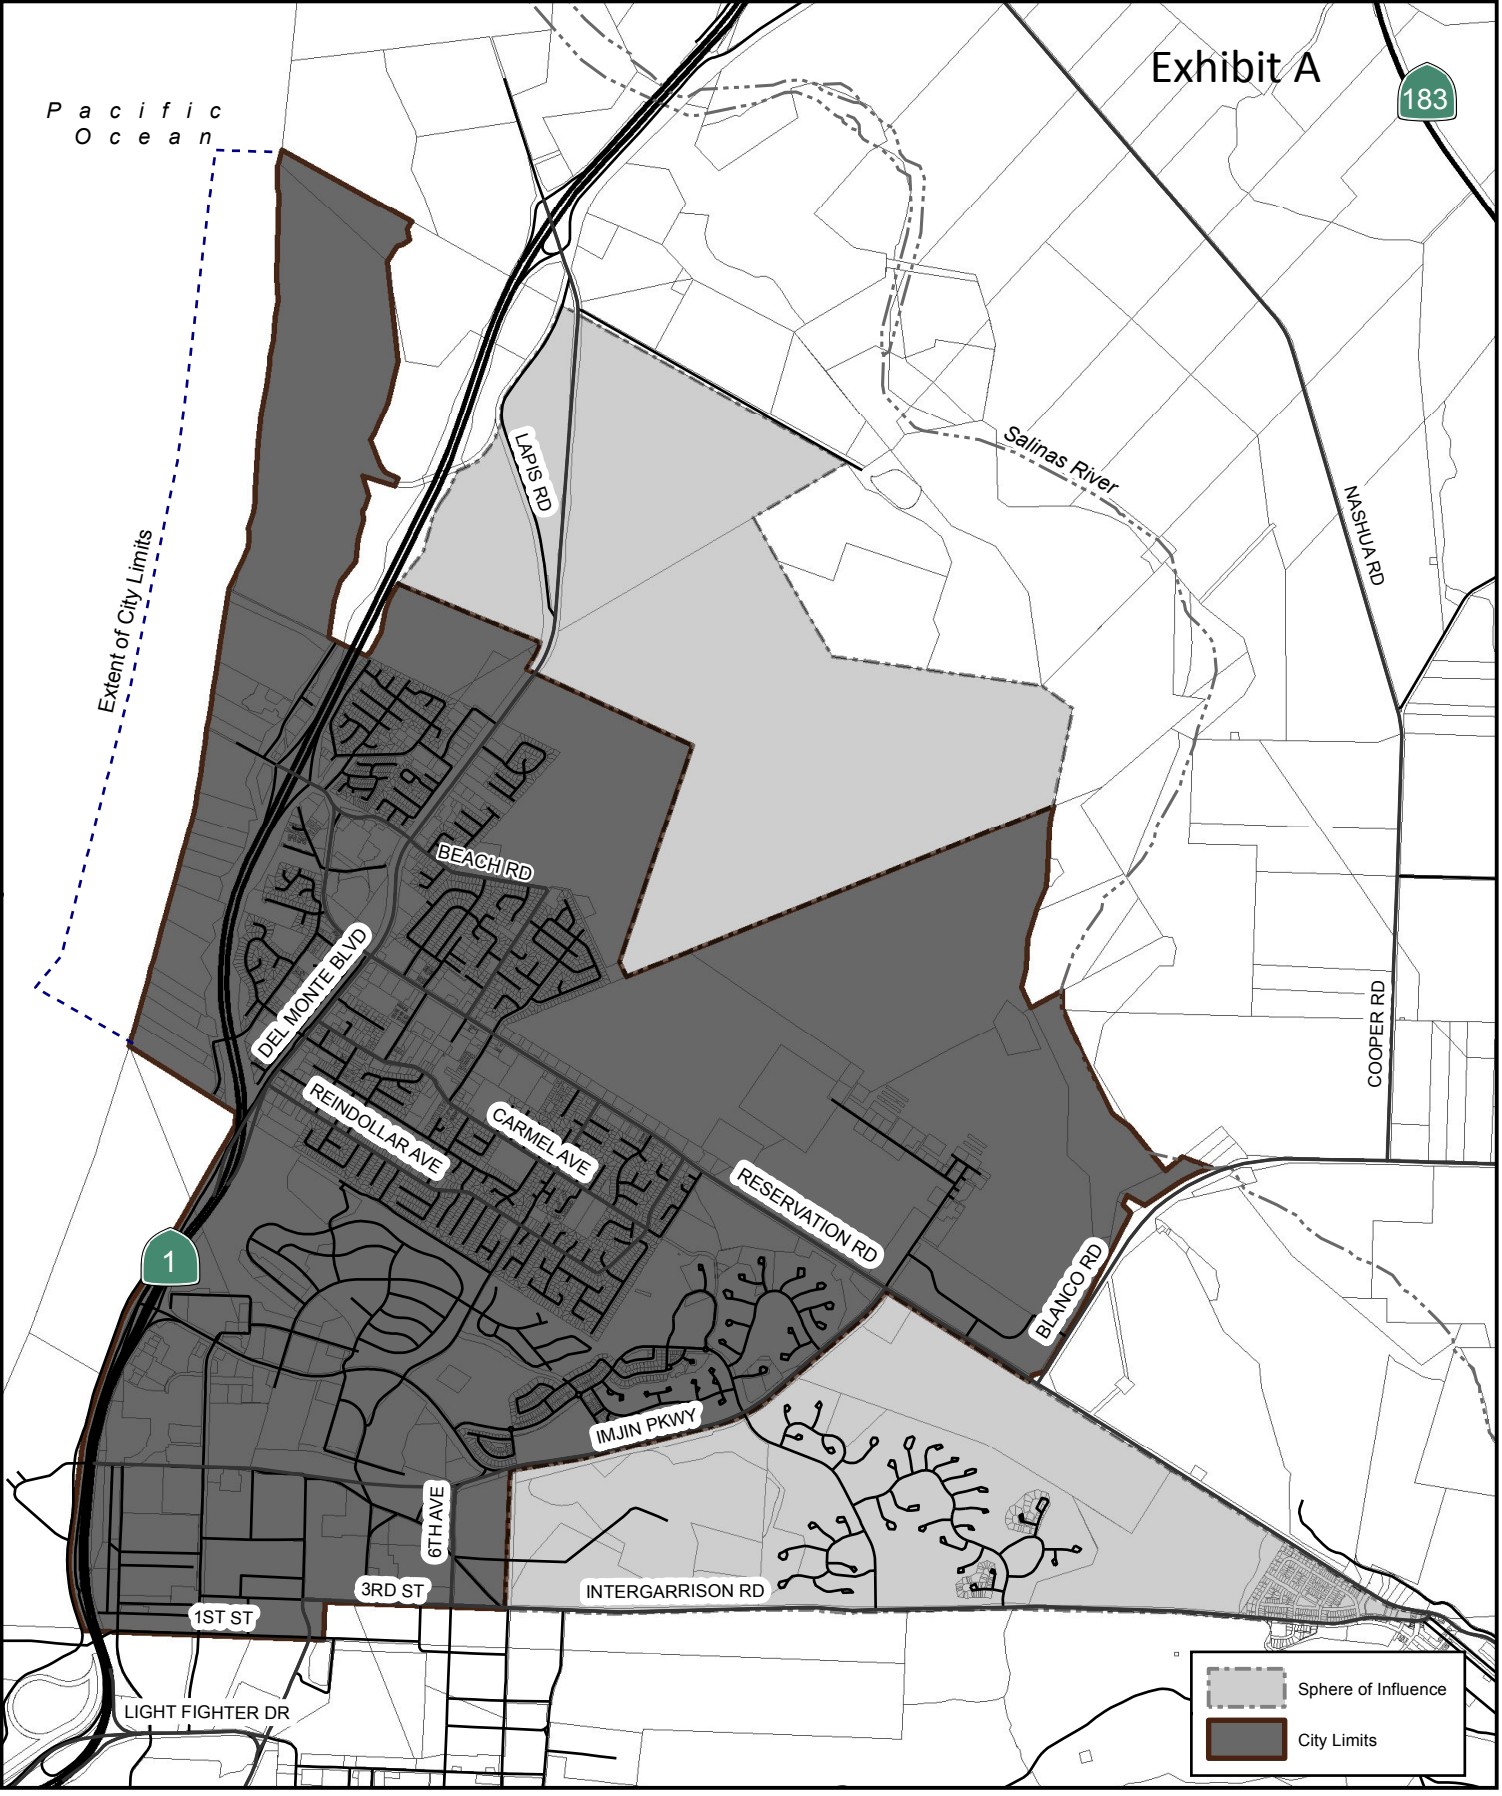 Exhibit A
183
Pacific
Ocean
Salinas River
LAPIS RD
NASHUA RD
Extent of City Limits
BEACH RD
DEL MONTE BLVD
COOPER RD
REINDOLLAR AVE
CARMEL AVE
RESERVATION RD
1
BLANCO RD
IMJIN PKWY
6TH AVE
3RD ST
INTERGARRISON RD
1ST ST
LIGHT FIGHTER DR
Sphere of Influence
City Limits